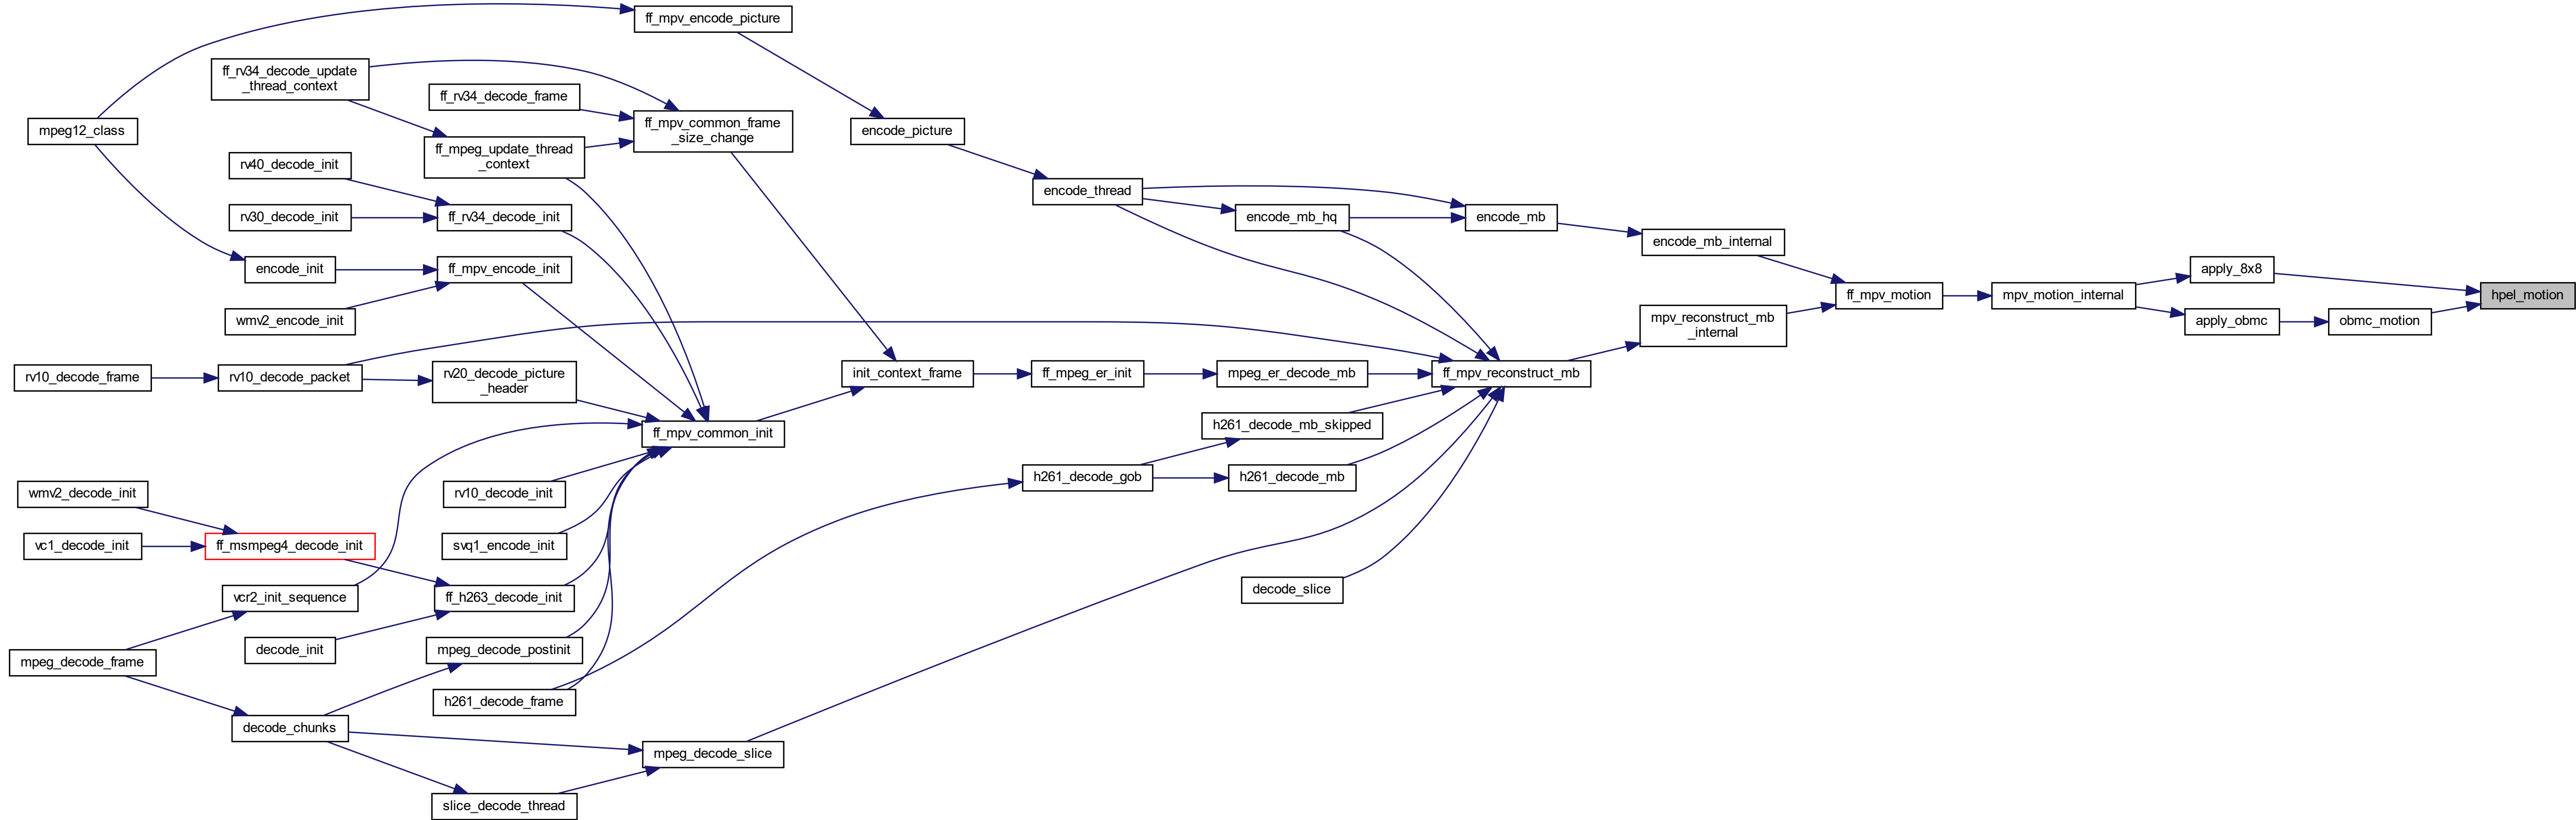 ff_mpv_encode_picture
ff_rv34_decode_update
_thread_context
ff_rv34_decode_frame
ff_mpv_common_frame
_size_change
mpeg12_class
encode_picture
ff_mpeg_update_thread
_context
rv40_decode_init
encode_thread
rv30_decode_init
ff_rv34_decode_init
encode_mb_hq
encode_mb
encode_mb_internal
encode_init
ff_mpv_encode_init
apply_8x8
ff_mpv_motion
mpv_motion_internal
hpel_motion
wmv2_encode_init
mpv_reconstruct_mb
_internal
apply_obmc
obmc_motion
rv10_decode_frame
rv10_decode_packet
rv20_decode_picture
_header
init_context_frame
ff_mpeg_er_init
mpeg_er_decode_mb
ff_mpv_reconstruct_mb
h261_decode_mb_skipped
ff_mpv_common_init
h261_decode_gob
h261_decode_mb
wmv2_decode_init
rv10_decode_init
vc1_decode_init
ff_msmpeg4_decode_init
svq1_encode_init
decode_slice
vcr2_init_sequence
ff_h263_decode_init
decode_init
mpeg_decode_postinit
mpeg_decode_frame
h261_decode_frame
decode_chunks
mpeg_decode_slice
slice_decode_thread